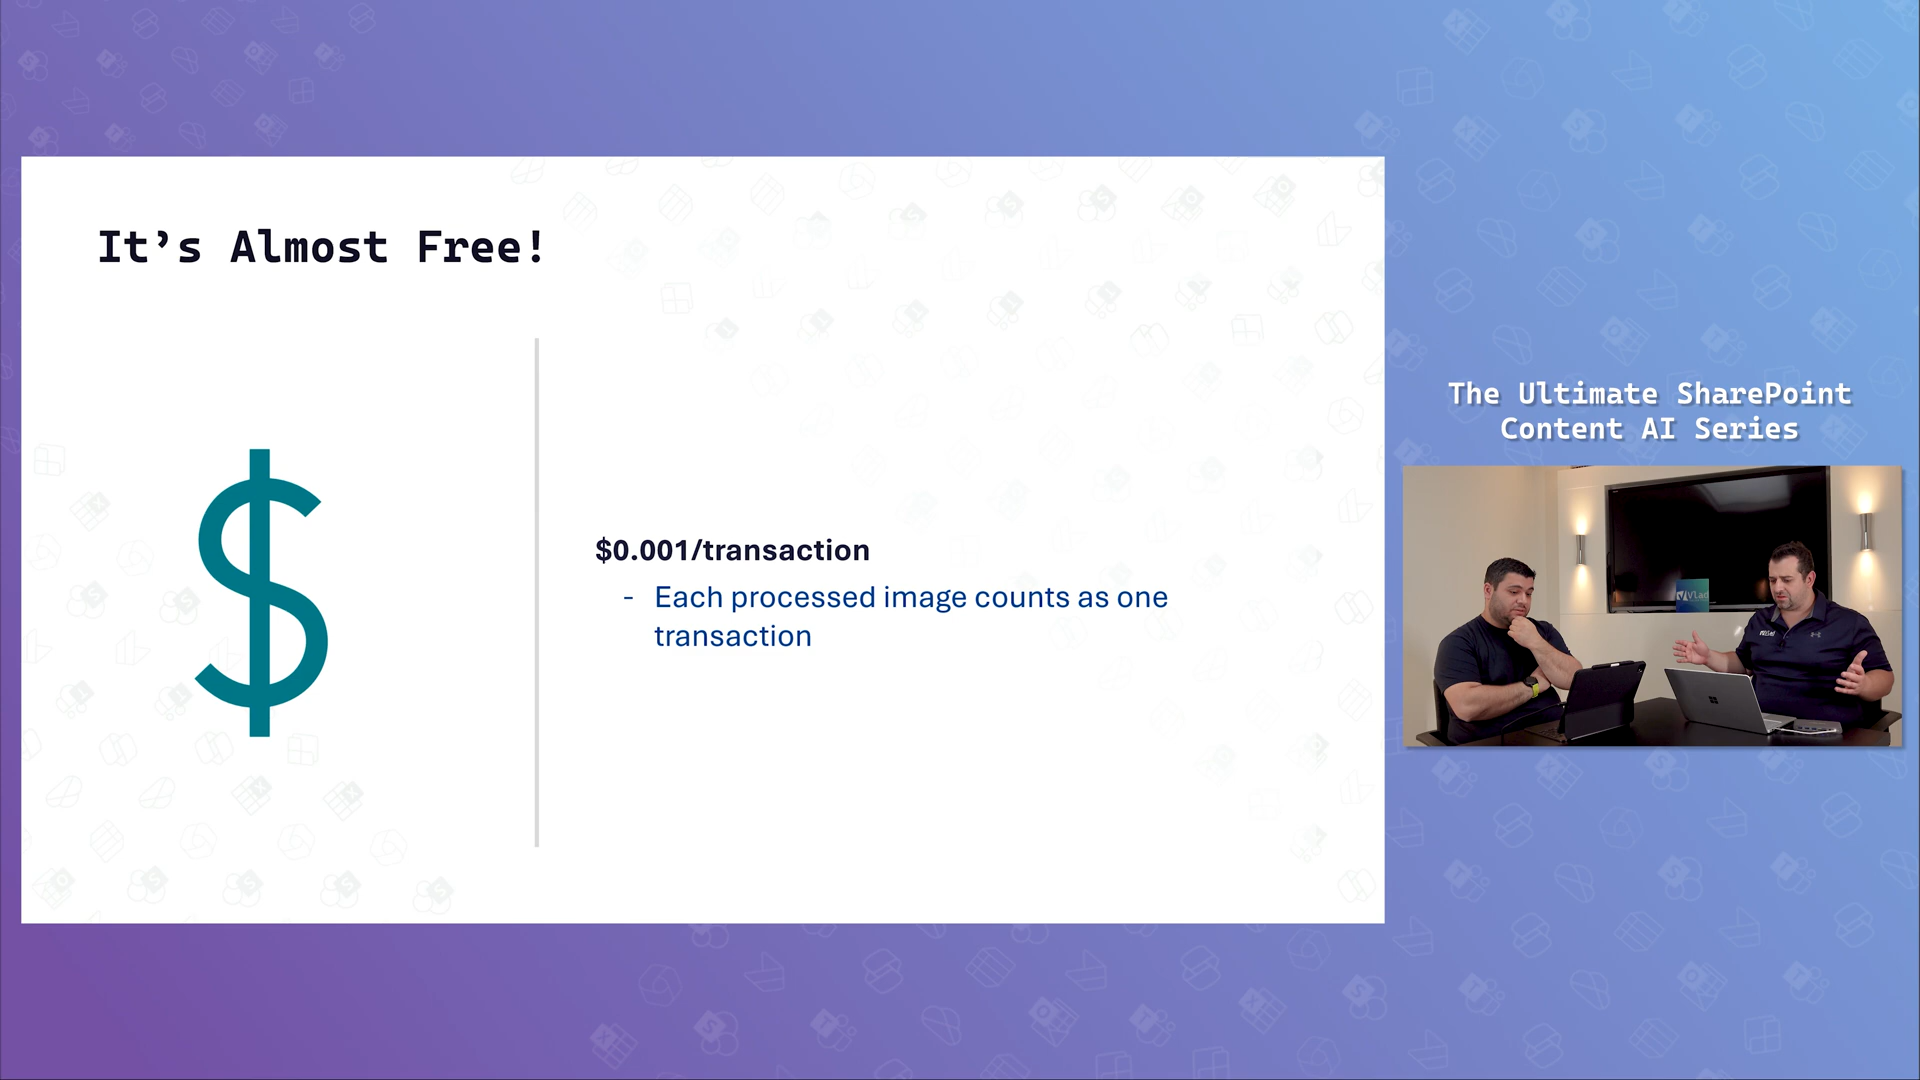 It’s Almost Free!
$0.001/transaction
- Each processed image counts as one
transaction
The Ultimate SharePoint
Content AI Series
Vlad